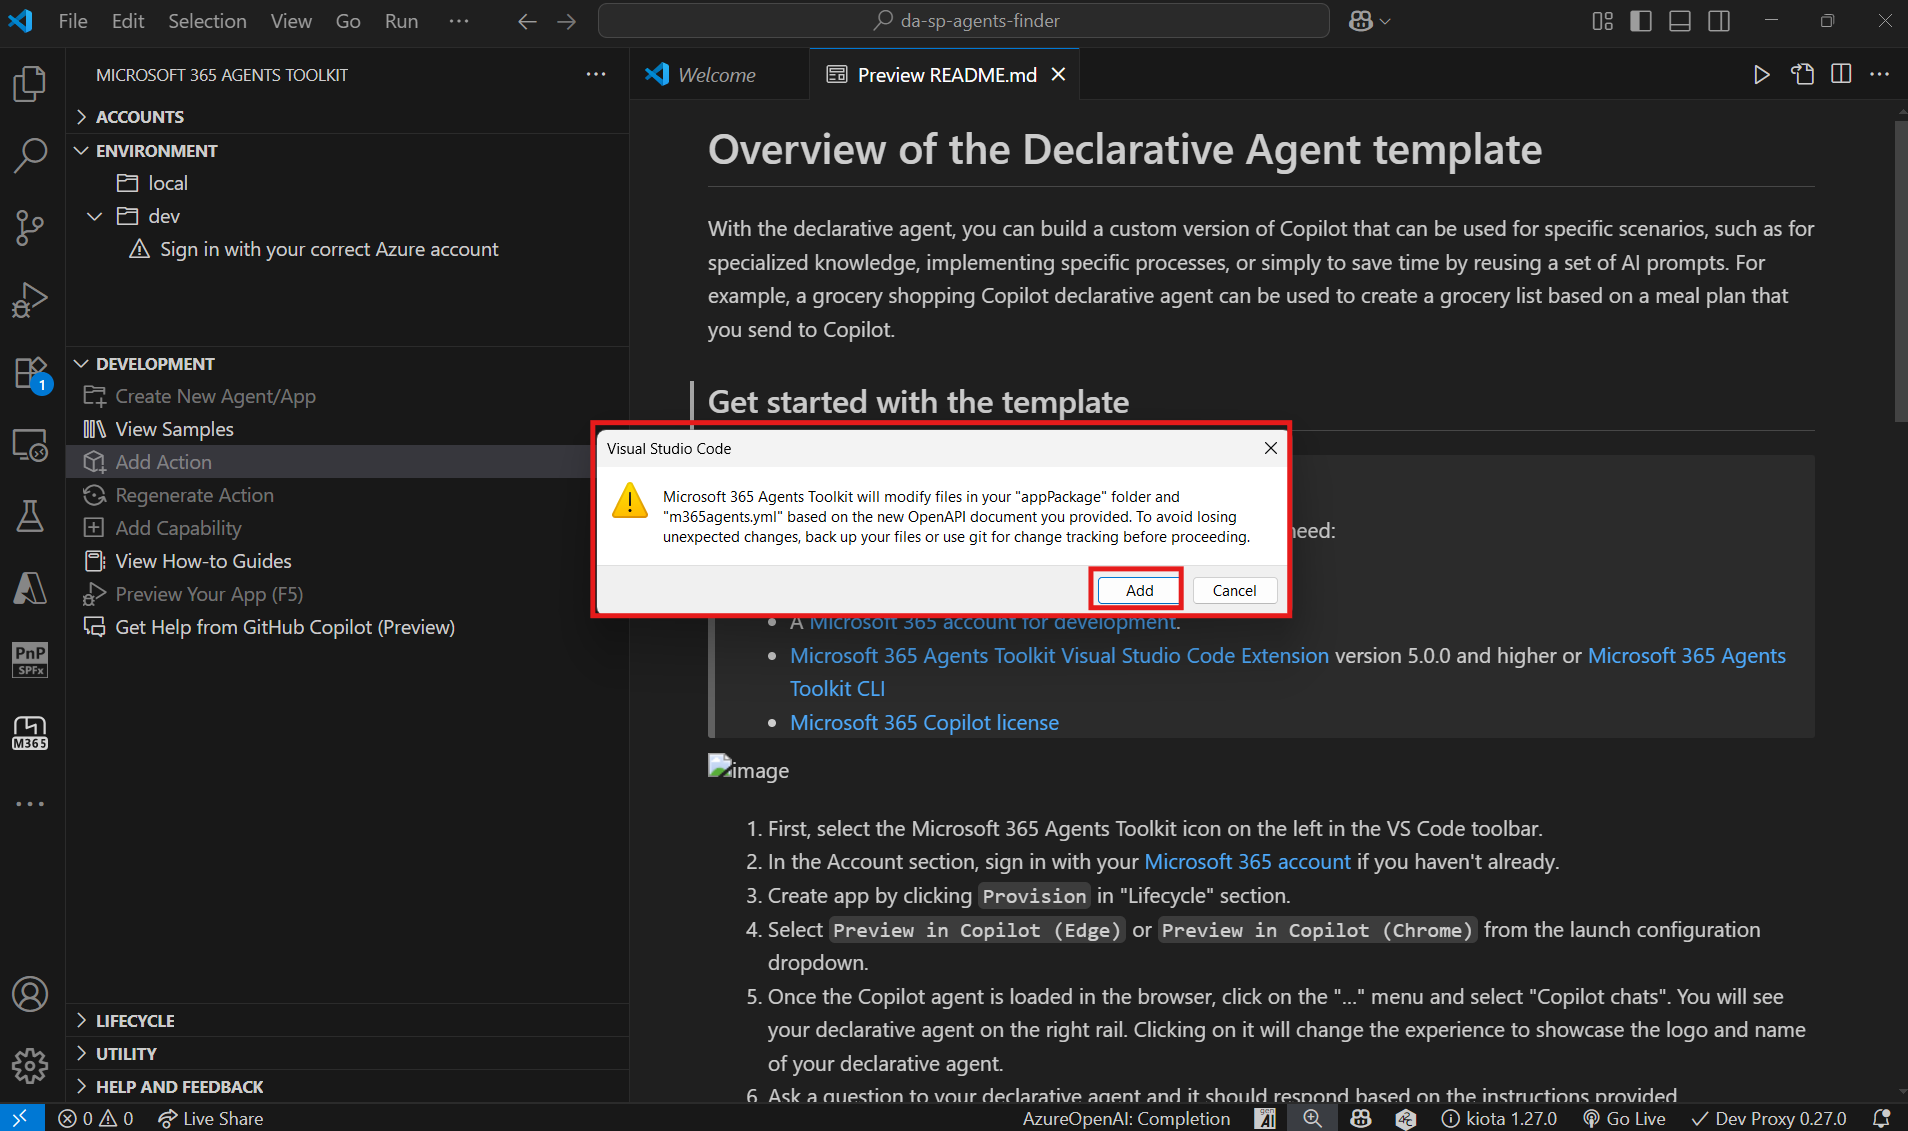 File Edit Selection View Go Run ···
da-sp-agents-finder
MICROSOFT 365 AGENTS TOOLKIT
ACCOUNTS
ENVIRONMENT
local
dev
Sign in with your correct Azure account
DEVELOPMENT
Create New Agent/App
View Samples
Add Action
Regenerate Action
Add Capability
View How-to Guides
Preview Your App (F5)
Get Help from GitHub Copilot (Preview)
LIFECYCLE
UTILITY
HELP AND FEEDBACK
1
PnP
SPFx
M365
Welcome
Preview README.md
Overview of the Declarative Agent template
With the declarative agent, you can build a custom version of Copilot that can be used for specific scenarios, such as for
specialized knowledge, implementing specific processes, or simply to save time by reusing a set of AI prompts. For
example, a grocery shopping Copilot declarative agent can be used to create a grocery list based on a meal plan that
you send to Copilot.
Get started with the template
need:
Visual Studio Code
Microsoft 365 Agents Toolkit will modify files in your "appPackage" folder and
"m365agents.yml" based on the new OpenAPI document you provided. To avoid losing
unexpected changes, back up your files or use git for change tracking before proceeding.
Add
Cancel
• A Microsoft 365 account for development.
• Microsoft 365 Agents Toolkit Visual Studio Code Extension version 5.0.0 and higher or Microsoft 365 Agents
Toolkit CLI
• Microsoft 365 Copilot license
image
1. First, select the Microsoft 365 Agents Toolkit icon on the left in the VS Code toolbar.
2. In the Account section, sign in with your Microsoft 365 account if you haven't already.
3. Create app by clicking Provision in "Lifecycle" section.
4. Select Preview in Copilot (Edge) or Preview in Copilot (Chrome) from the launch configuration
dropdown.
5. Once the Copilot agent is loaded in the browser, click on the "..." menu and select "Copilot chats". You will see
your declarative agent on the right rail. Clicking on it will change the experience to showcase the logo and name
of your declarative agent.
6. Ask a question to your declarative agent and it should respond based on the instructions provided
0 0 Live Share
AzureOpenAI: Completion
kiota 1.27.0
Go Live
Dev Proxy 0.27.0